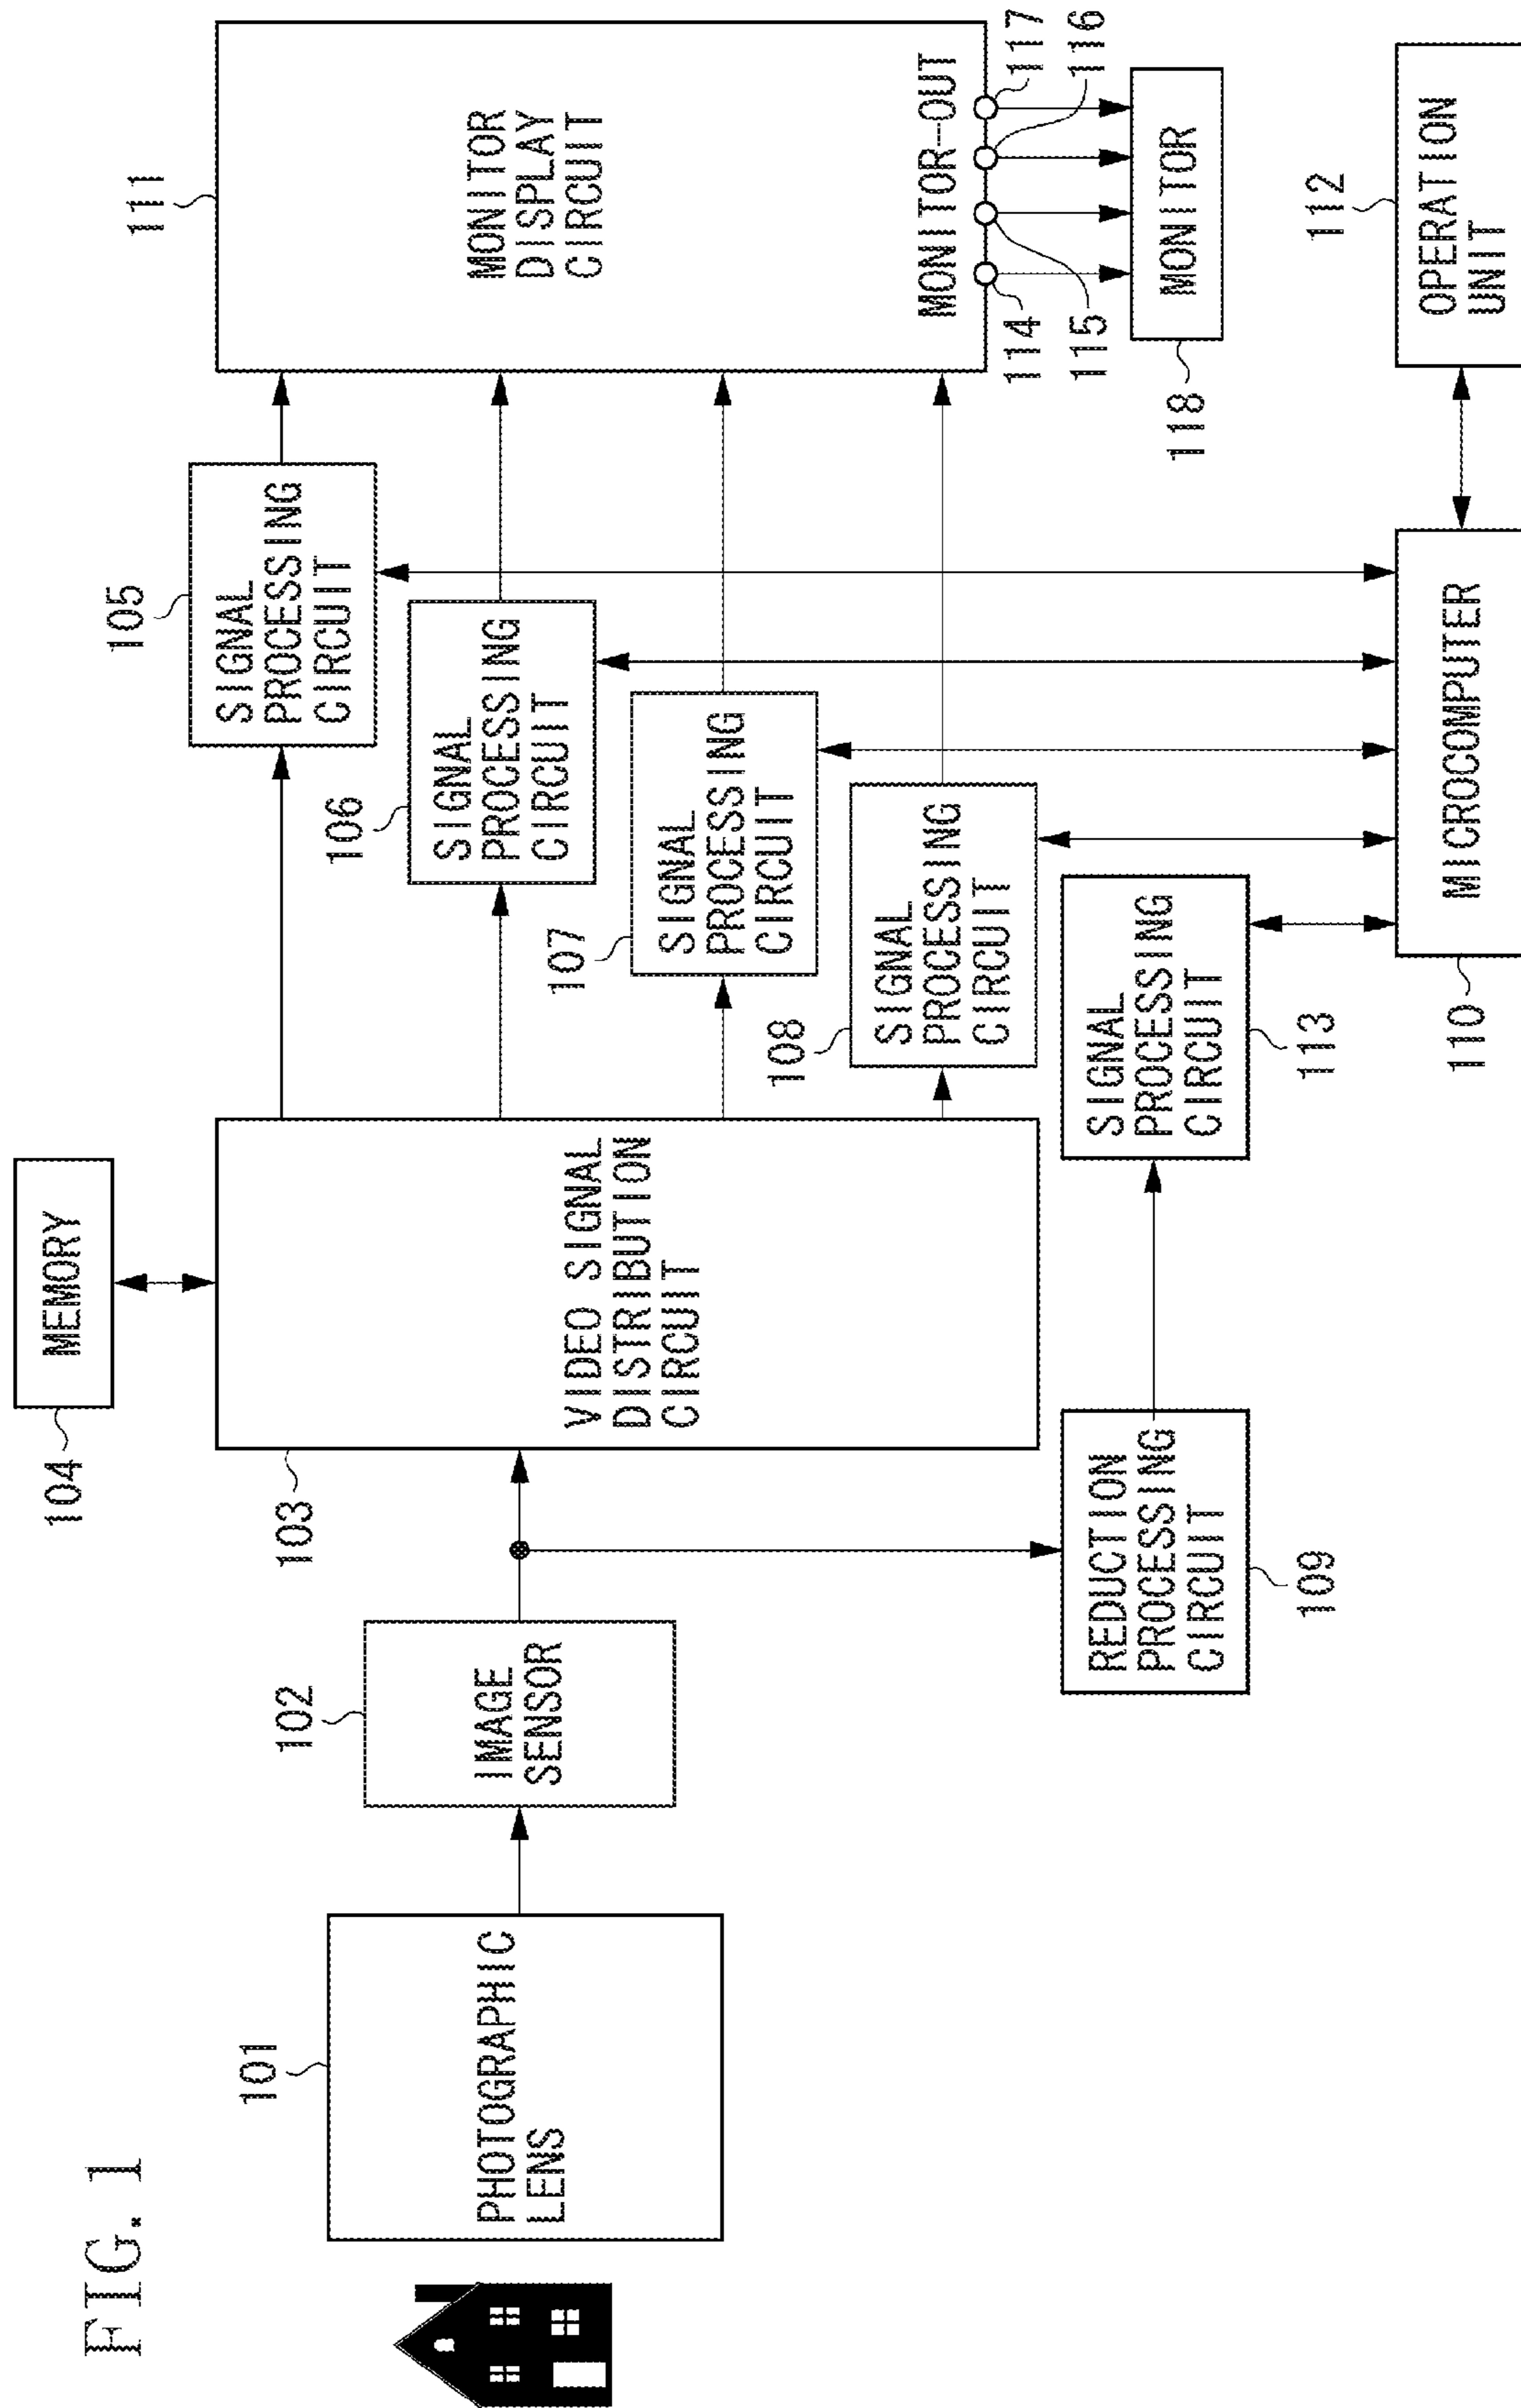 FIG. 1
101
PHOTOGRAPHIC
LENS
102
IMAGE
SENSOR
103
VIDEO SIGNAL
DISTRIBUTION
CIRCUIT
104
MEMORY
105
SIGNAL
PROCESSING
CIRCUIT
106
SIGNAL
PROCESSING
CIRCUIT
107
SIGNAL
PROCESSING
CIRCUIT
108
SIGNAL
PROCESSING
CIRCUIT
REDUCTION
PROCESSING
CIRCUIT
109
SIGNAL
PROCESSING
CIRCUIT
113
111
MONITOR
DISPLAY
CIRCUIT
MONITOR-OUT
114
115
116
117
MONITOR
118
MICROCOMPUTER
110
112
OPERATION
UNIT